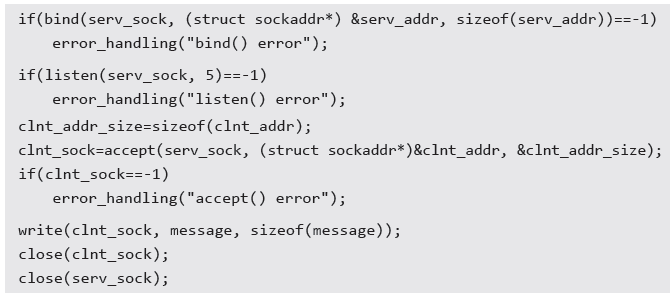 if(bind(serv_sock, (struct sockaddr*) &serv_addr, sizeof(serv_addr))==-1)
    error_handling("bind() error");
if(listen(serv_sock, 5)==-1)
    error_handling("listen() error");
clnt_addr_size=sizeof(clnt_addr);
clnt_sock=accept(serv_sock, (struct sockaddr*)&clnt_addr, &clnt_addr_size);
if(clnt_sock==-1)
    error_handling("accept() error");
write(clnt_sock, message, sizeof(message));
close(clnt_sock);
close(serv_sock);